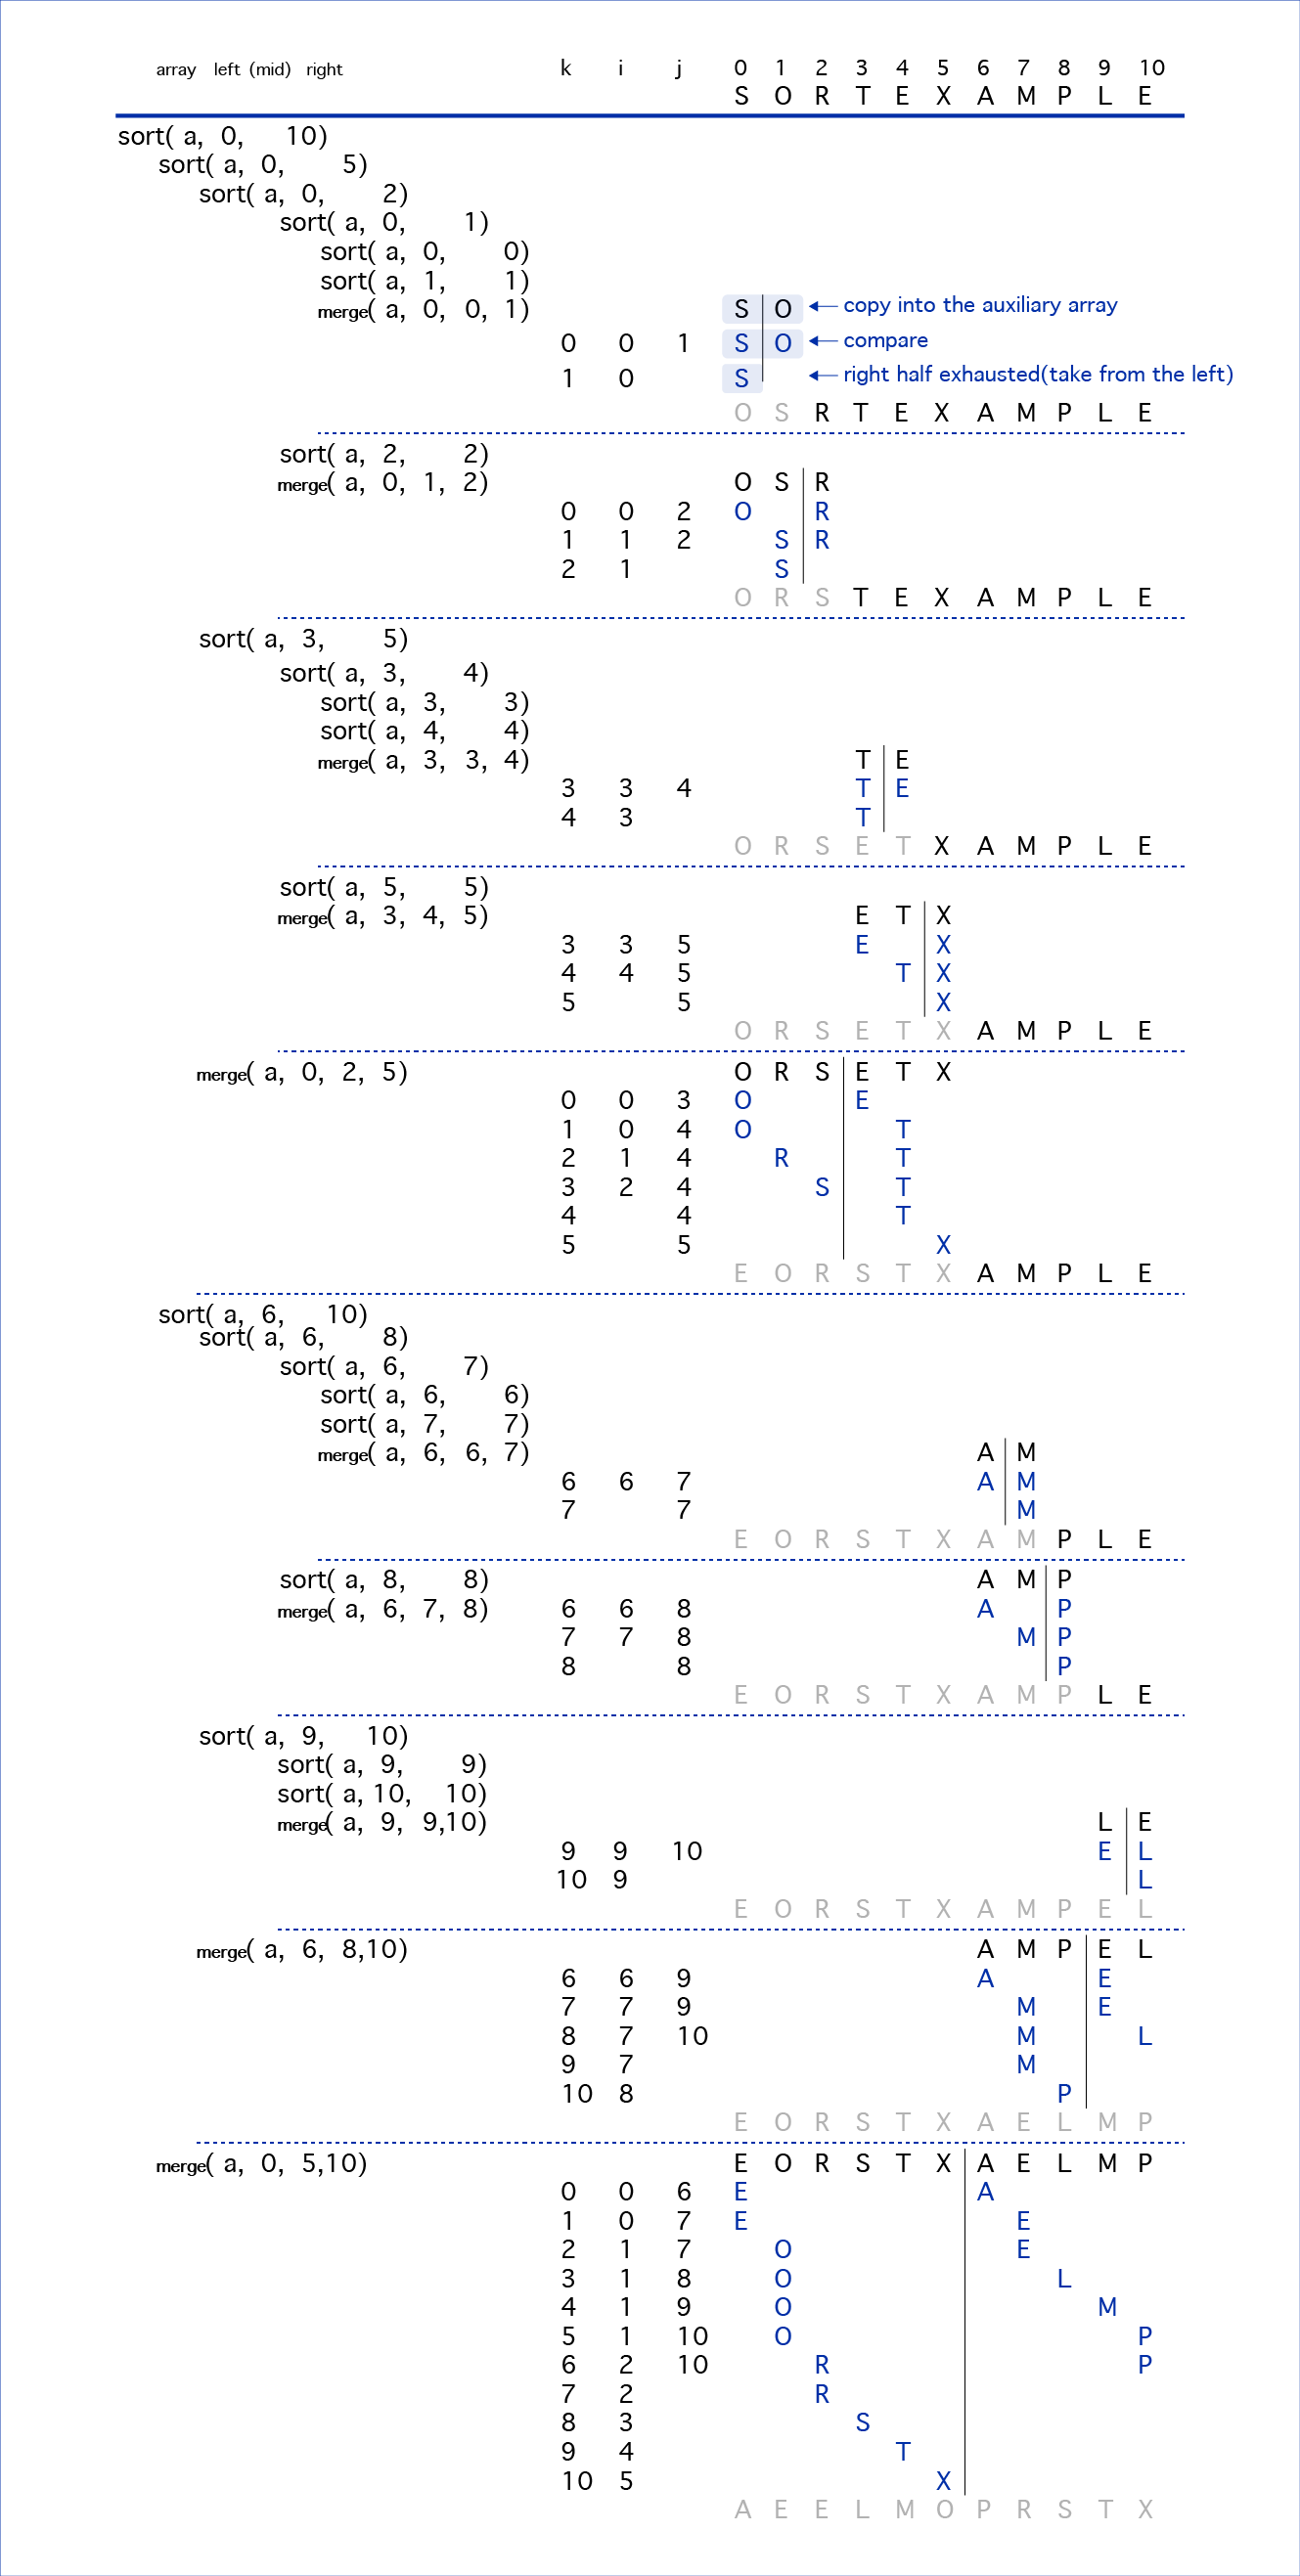 array left (mid) right k i j 0 1 2 3 4 5 6 7 8 9 10
S O R T E X A M P L E
sort( a, 0, 10)
sort( a, 0, 5)
sort( a, 0, 2)
sort( a, 0, 1)
sort( a, 0, 0)
sort( a, 1, 1)
merge( a, 0, 0, 1) S O ← copy into the auxiliary array
0 0 1 S O ← compare
1 0 S ← right half exhausted(take from the left)
O S R T E X A M P L E
sort( a, 2, 2)
merge( a, 0, 1, 2) O S R
0 0 2 O R
1 1 2 S R
2 1 S
O R S T E X A M P L E
sort( a, 3, 5)
sort( a, 3, 4)
sort( a, 3, 3)
sort( a, 4, 4)
merge( a, 3, 3, 4) T E
3 3 4 T E
4 3 T
O R S E T X A M P L E
sort( a, 5, 5)
merge( a, 3, 4, 5) E T X
3 3 5 E X
4 4 5 T X
5 5 X
O R S E T X A M P L E
merge( a, 0, 2, 5) O R S E T X
0 0 3 O E
1 0 4 O T
2 1 4 R T
3 2 4 S T
4 4 T
5 5 X
E O R S T X A M P L E
sort( a, 6, 10)
sort( a, 6, 8)
sort( a, 6, 7)
sort( a, 6, 6)
sort( a, 7, 7)
merge( a, 6, 6, 7) A M
6 6 7 A M
7 7 M
E O R S T X A M P L E
sort( a, 8, 8) A M P
merge( a, 6, 7, 8) 6 6 8 A P
7 7 8 M P
8 8 P
E O R S T X A M P L E
sort( a, 9, 10)
sort( a, 9, 9)
sort( a, 10, 10)
merge( a, 9, 9,10) L E
9 9 10 E L
10 9 L
E O R S T X A M P E L
merge( a, 6, 8,10) A M P E L
6 6 9 A E
7 7 9 M E
8 7 10 M L
9 7 M
10 8 P
E O R S T X A E L M P
merge( a, 0, 5,10) E O R S T X A E L M P
0 0 6 E A
1 0 7 E E
2 1 7 O E
3 1 8 O L
4 1 9 O M
5 1 10 O P
6 2 10 R P
7 2 R
8 3 S
9 4 T
10 5 X
A E E L M O P R S T X